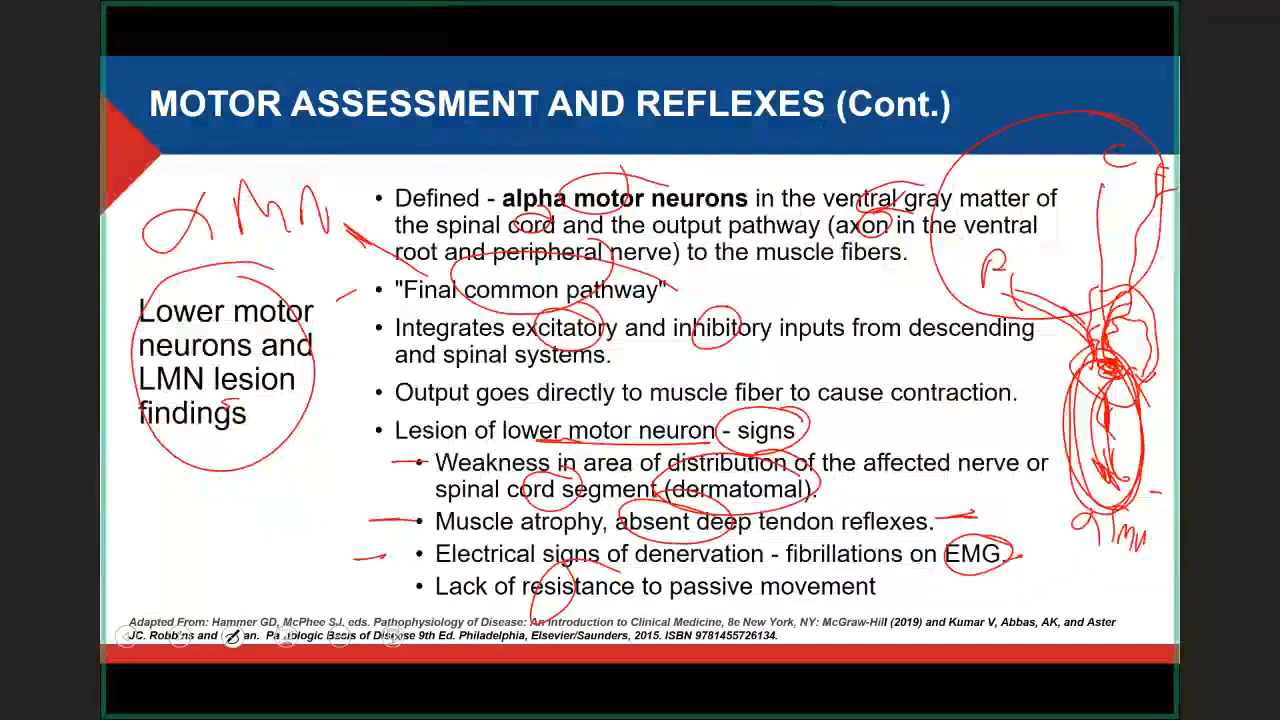 MOTOR ASSESSMENT AND REFLEXES (Cont.)
αMN
Lower motor
neurons and
LMN lesion
findings
• Defined - alpha motor neurons in the ventral gray matter of
the spinal cord and the output pathway (axon in the ventral
root and peripheral nerve) to the muscle fibers.
• "Final common pathway"
• Integrates excitatory and inhibitory inputs from descending
and spinal systems.
• Output goes directly to muscle fiber to cause contraction.
• Lesion of lower motor neuron - signs
• Weakness in area of distribution of the affected nerve or
spinal cord segment (dermatomal).
• Muscle atrophy, absent deep tendon reflexes.
• Electrical signs of denervation - fibrillations on EMG.
• Lack of resistance to passive movement
C
P
αMN
Adapted From: Hammer GD, McPhee SJ, eds. Pathophysiology of Disease: An Introduction to Clinical Medicine, 8e New York, NY: McGraw-Hill (2019) and Kumar V, Abbas, AK, and Aster
JC. Robbins and Basis of Disease 9th Ed. Philadelphia, Elsevier/Saunders, 2015. ISBN 9781455726134.